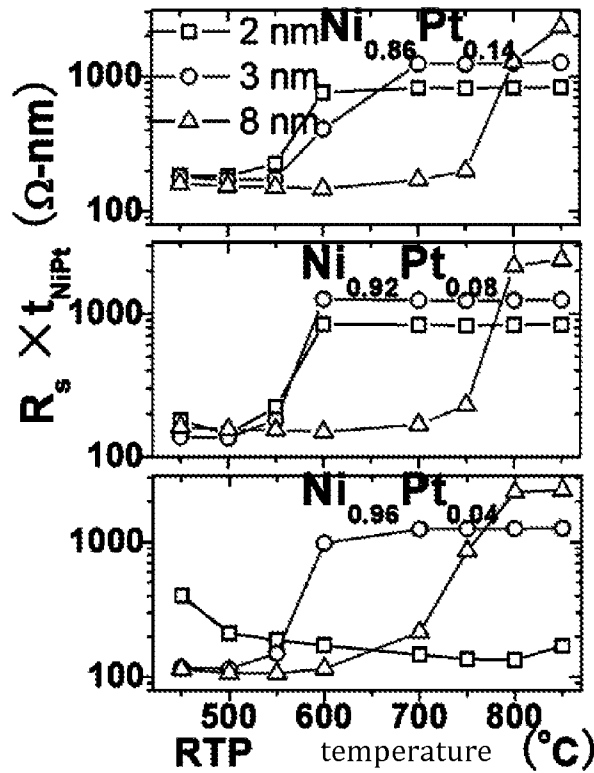 2 nm
3 nm
8 nm
Ni0.86Pt0.14
1000
100
Ni0.92Pt0.08
1000
100
Ni0.96Pt0.04
1000
100
Rs × tNiPt (Ω-nm)
500 600 700 800
RTP temperature (°C)